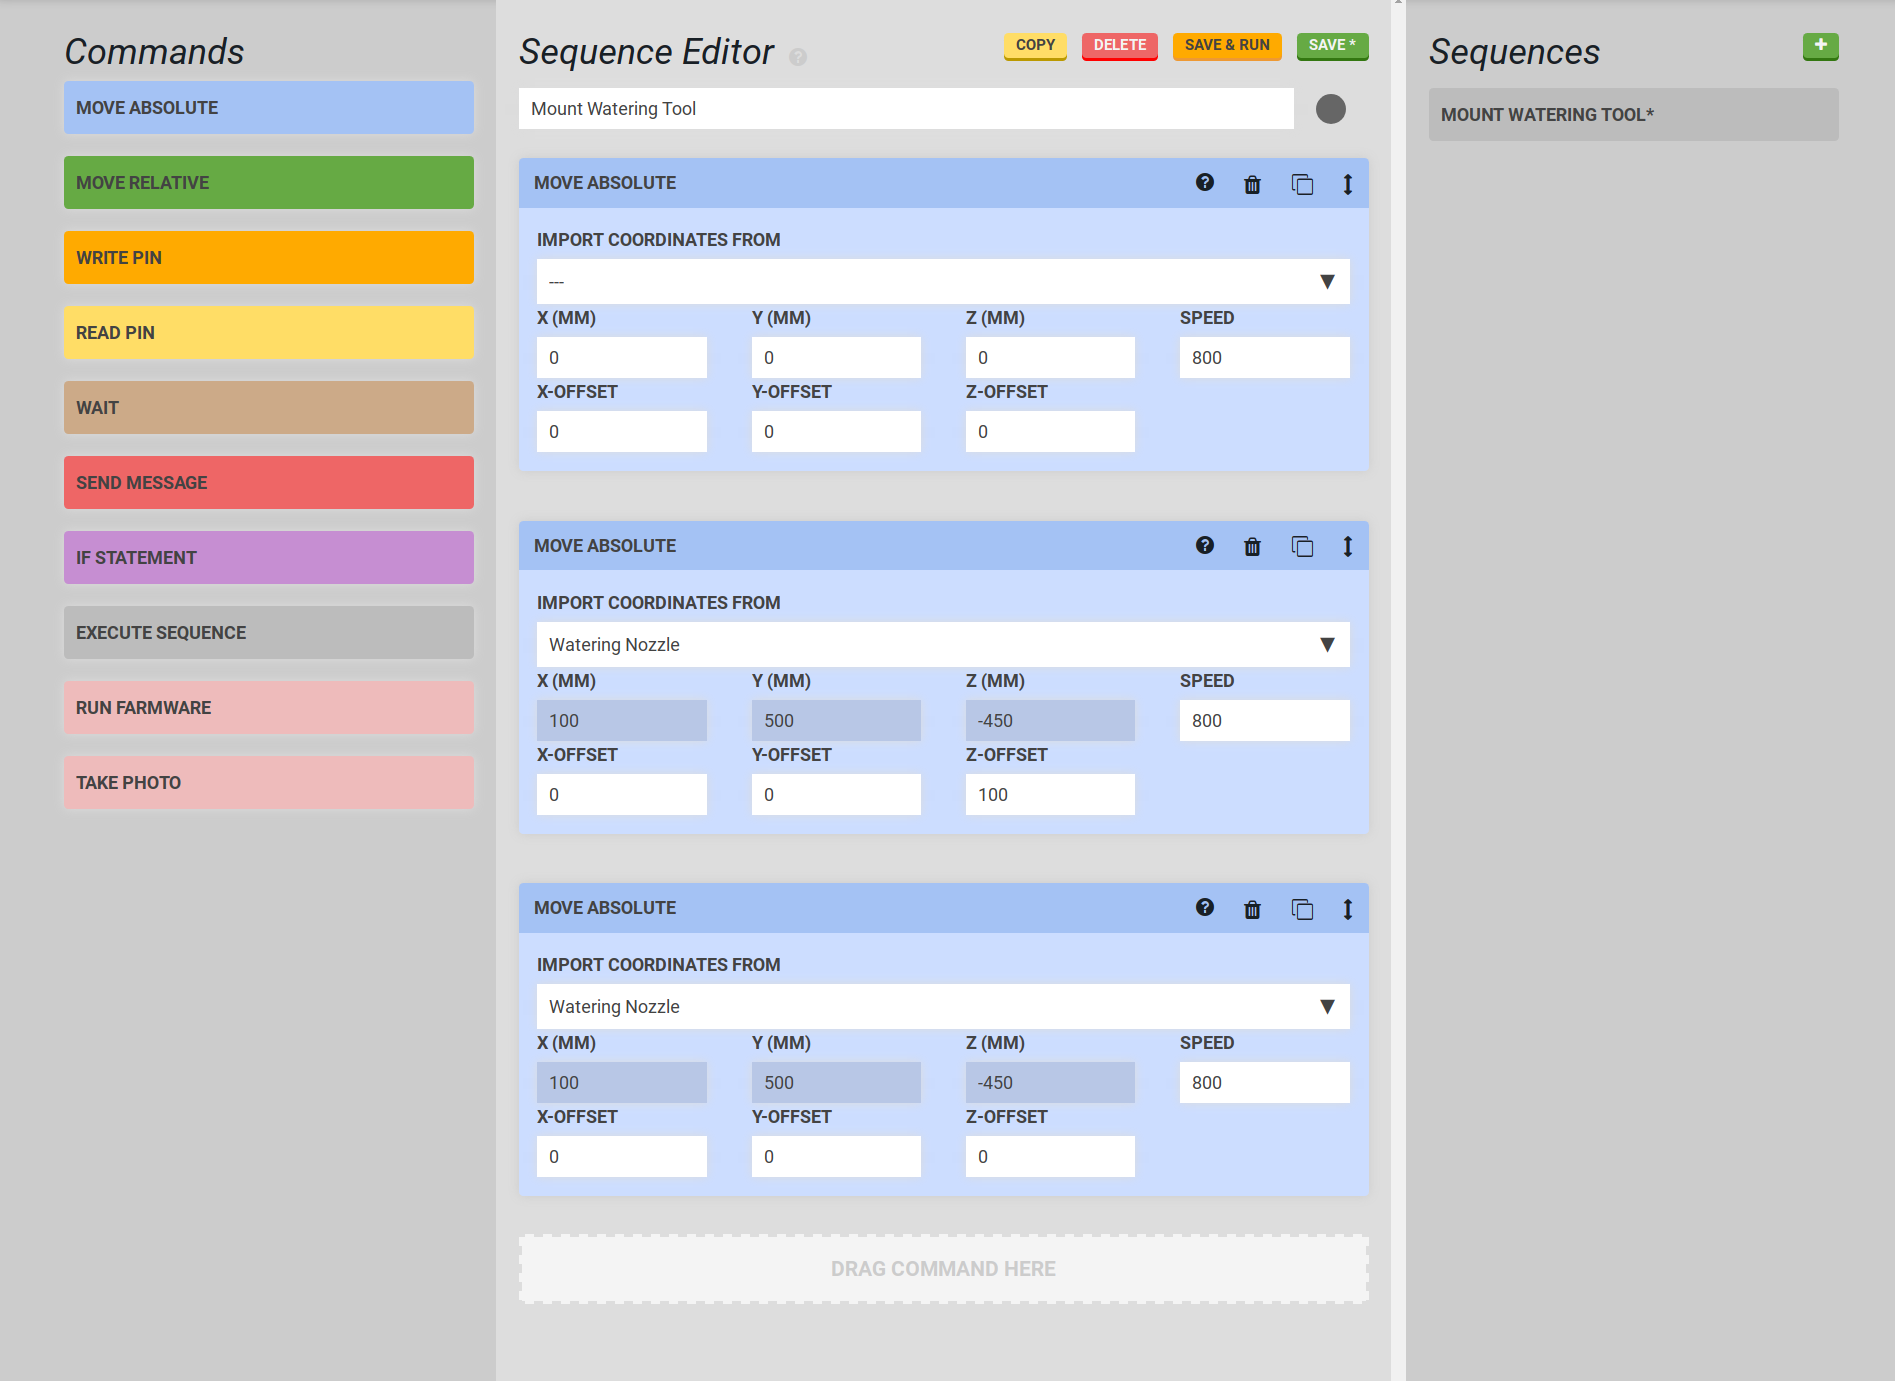 Commands
MOVE ABSOLUTE
MOVE RELATIVE
WRITE PIN
READ PIN
WAIT
SEND MESSAGE
IF STATEMENT
EXECUTE SEQUENCE
RUN FARMWARE
TAKE PHOTO
Sequence Editor ?
COPY DELETE SAVE & RUN SAVE *
Mount Watering Tool
MOVE ABSOLUTE
IMPORT COORDINATES FROM
---
X (MM) Y (MM) Z (MM) SPEED
0 0 0 800
X-OFFSET Y-OFFSET Z-OFFSET
0 0 0
MOVE ABSOLUTE
IMPORT COORDINATES FROM
Watering Nozzle
X (MM) Y (MM) Z (MM) SPEED
100 500 -450 800
X-OFFSET Y-OFFSET Z-OFFSET
0 0 100
MOVE ABSOLUTE
IMPORT COORDINATES FROM
Watering Nozzle
X (MM) Y (MM) Z (MM) SPEED
100 500 -450 800
X-OFFSET Y-OFFSET Z-OFFSET
0 0 0
DRAG COMMAND HERE
Sequences +
MOUNT WATERING TOOL*